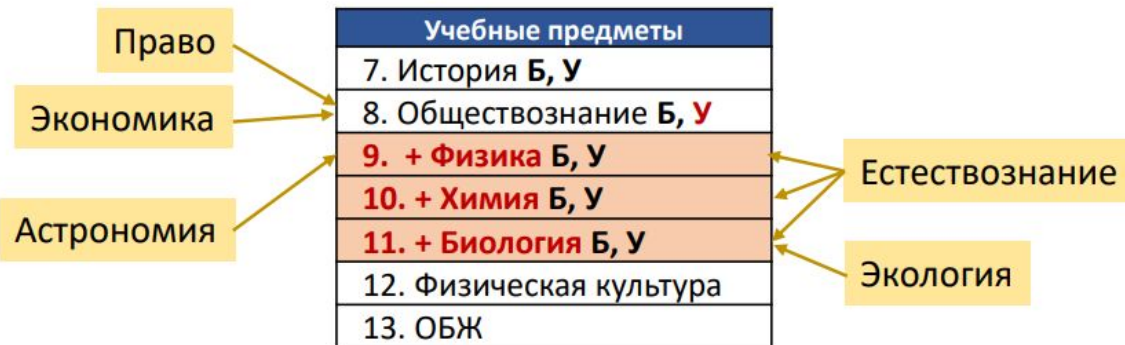 Право
Экономика
Астрономия
Учебные предметы
7. История Б, У
8. Обществознание Б, У
9. + Физика Б, У
10. + Химия Б, У
11. + Биология Б, У
12. Физическая культура
13. ОБЖ
Естествознание
Экология